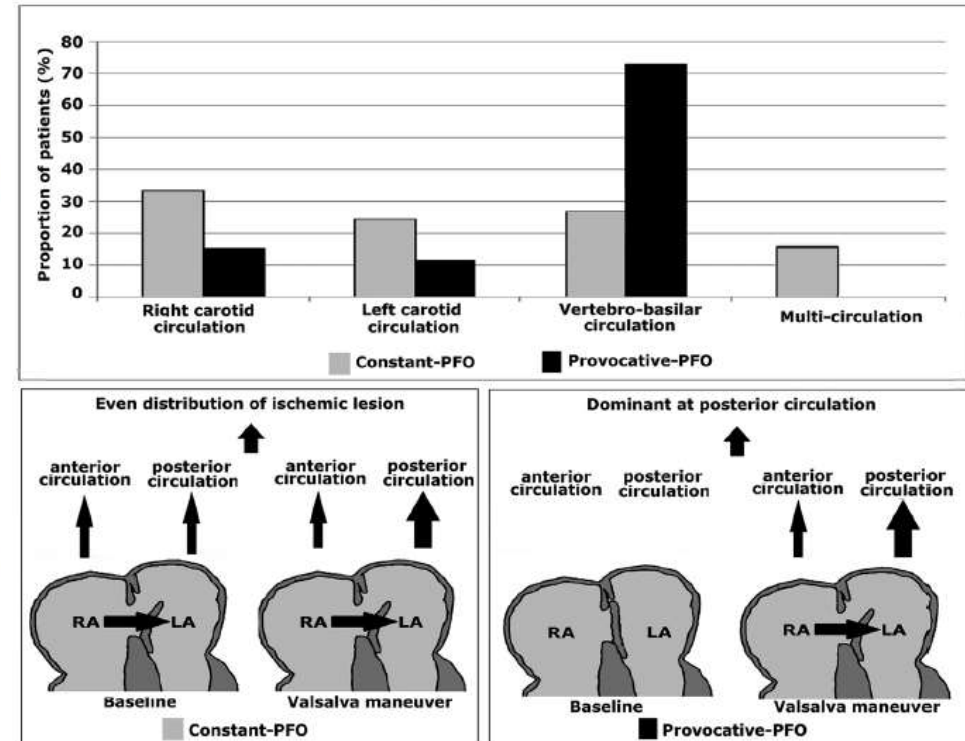 Proportion of patients (%)
80
70
60
50
40
30
20
10
0
Right carotid
circulation
Left carotid
circulation
Vertebro-basilar
circulation
Multi-circulation
Constant-PFO
Provocative-PFO
Even distribution of ischemic lesion
anterior
circulation
posterior
circulation
anterior
circulation
posterior
circulation
RA
LA
RA
LA
Baseline
Valsalva maneuver
Constant-PFO
Dominant at posterior circulation
anterior
circulation
posterior
circulation
anterior
circulation
posterior
circulation
RA
LA
RA
LA
Baseline
Valsalva maneuver
Provocative-PFO